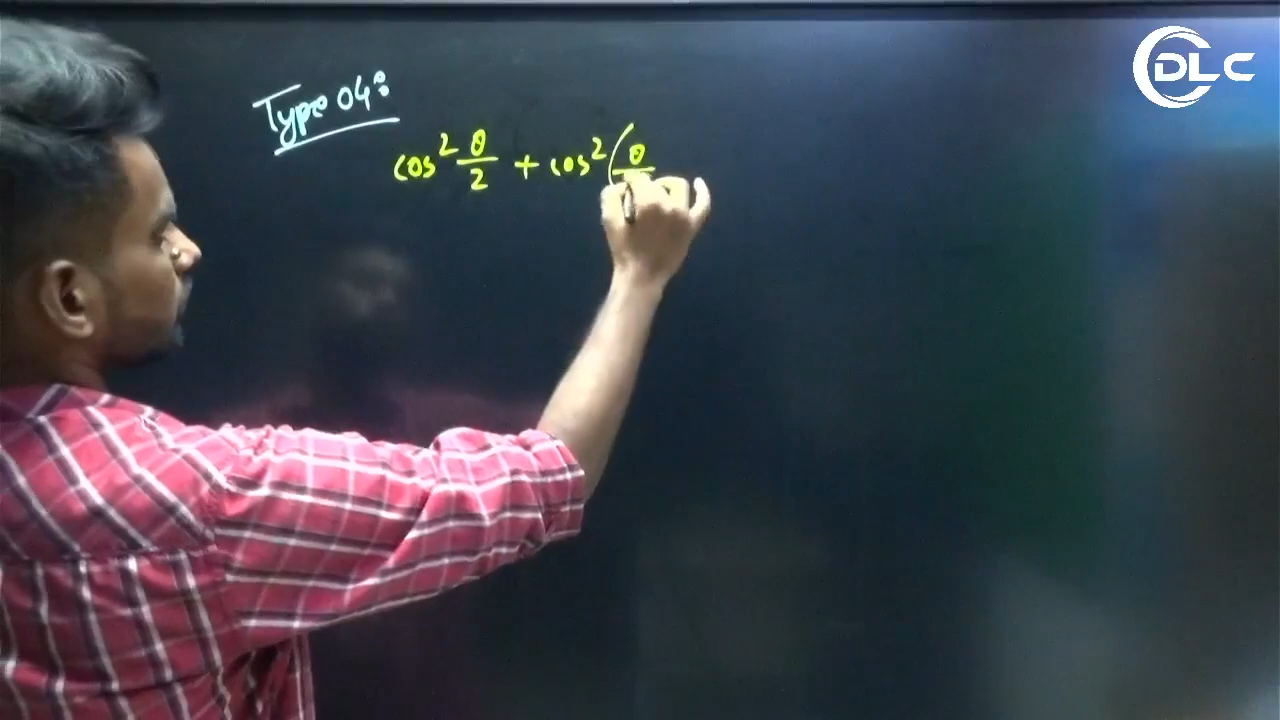 Type 04:
cos² θ/2 + cos² (θ/
DLC